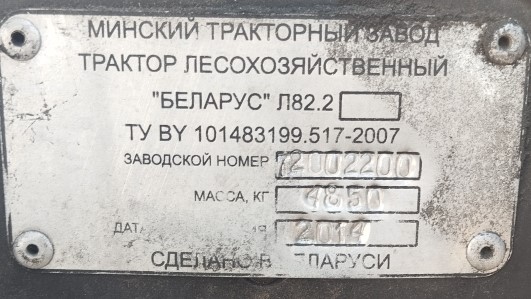 МИНСКИЙ ТРАКТОРНЫЙ ЗАВОД
ТРАКТОР ЛЕСОХОЗЯЙСТВЕННЫЙ
"БЕЛАРУС" Л82.2
ТУ BY 101483199.517-2007
ЗАВОДСКОЙ НОМЕР 72002200
МАССА, КГ 4850
2014
СДЕЛАНО В БЕЛАРУСИ